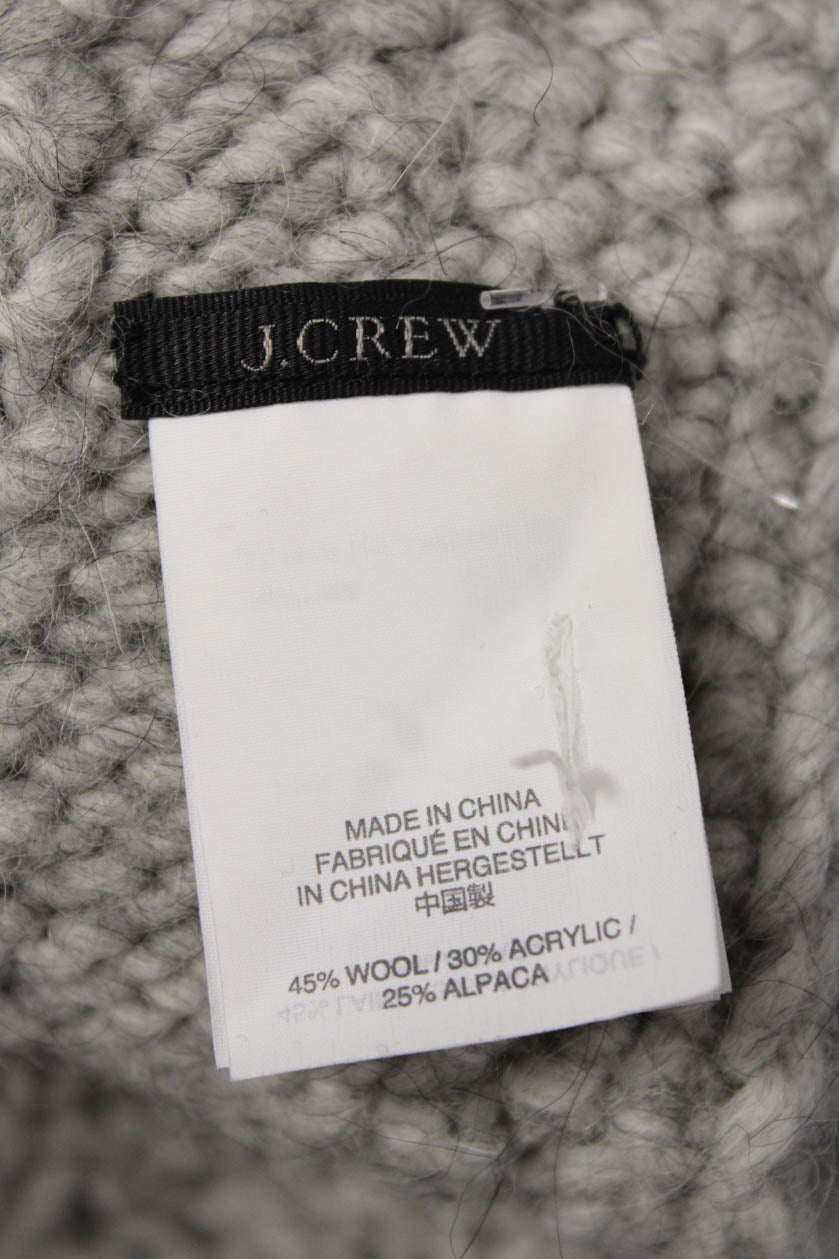 J.CREW
MADE IN CHINA
FABRIQUÉ EN CHINE
IN CHINA HERGESTELLT
中国製
45% WOOL / 30% ACRYLIC /
25% ALPACA